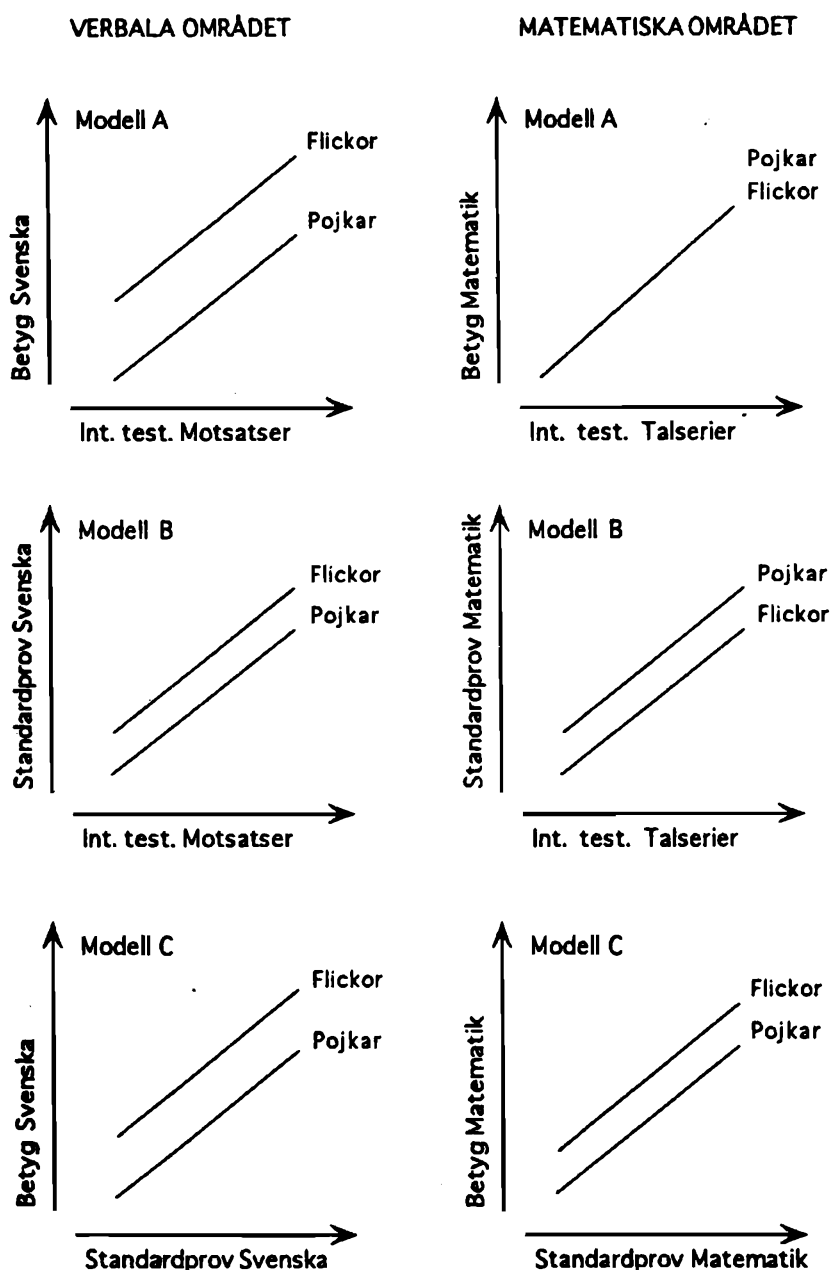 VERBALA OMRÅDET
MATEMATISKA OMRÅDET
Modell A
Flickor
Pojkar
Betyg Svenska
Int. test. Motsatser
Modell A
Pojkar
Flickor
Betyg Matematik
Int. test. Talserier
Modell B
Flickor
Pojkar
Standardprov Svenska
Int. test. Motsatser
Modell B
Pojkar
Flickor
Standardprov Matematik
Int. test. Talserier
Modell C
Flickor
Pojkar
Betyg Svenska
Standardprov Svenska
Modell C
Flickor
Pojkar
Betyg Matematik
Standardprov Matematik